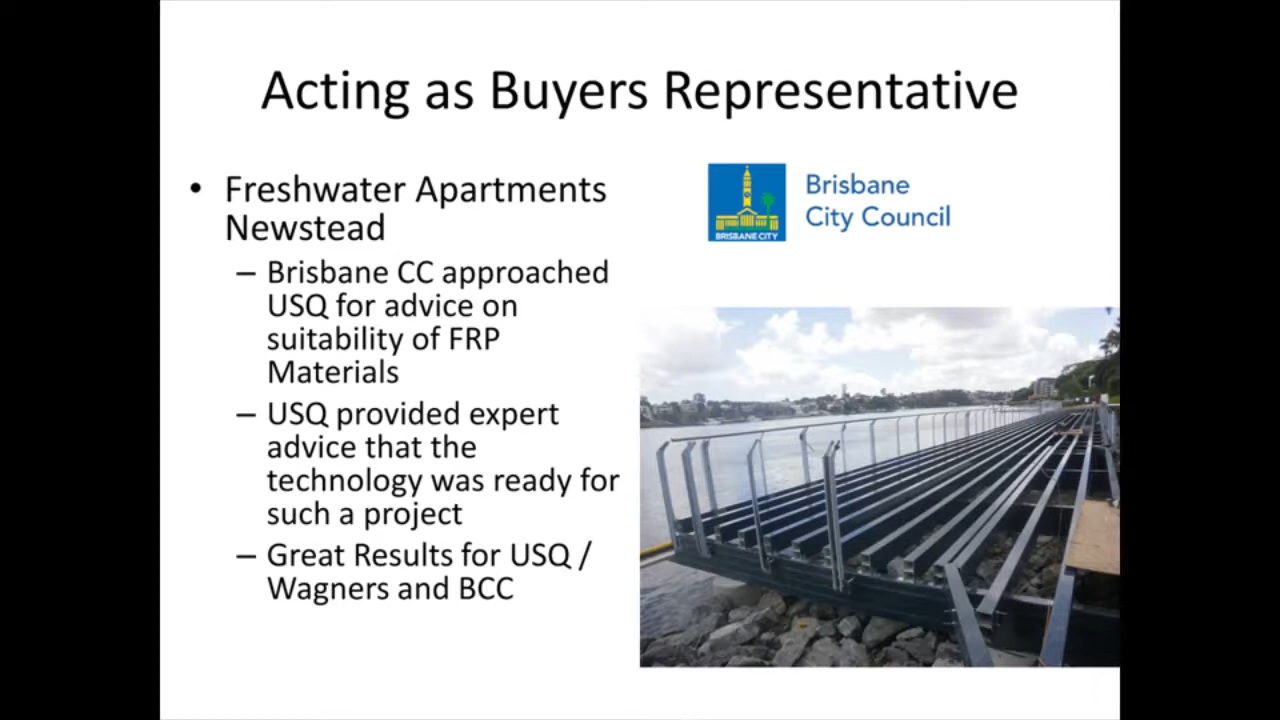 Acting as Buyers Representative
• Freshwater Apartments
Newstead
– Brisbane CC approached
USQ for advice on
suitability of FRP
Materials
– USQ provided expert
advice that the
technology was ready for
such a project
– Great Results for USQ /
Wagners and BCC
Brisbane
City Council
BRISBANE CITY